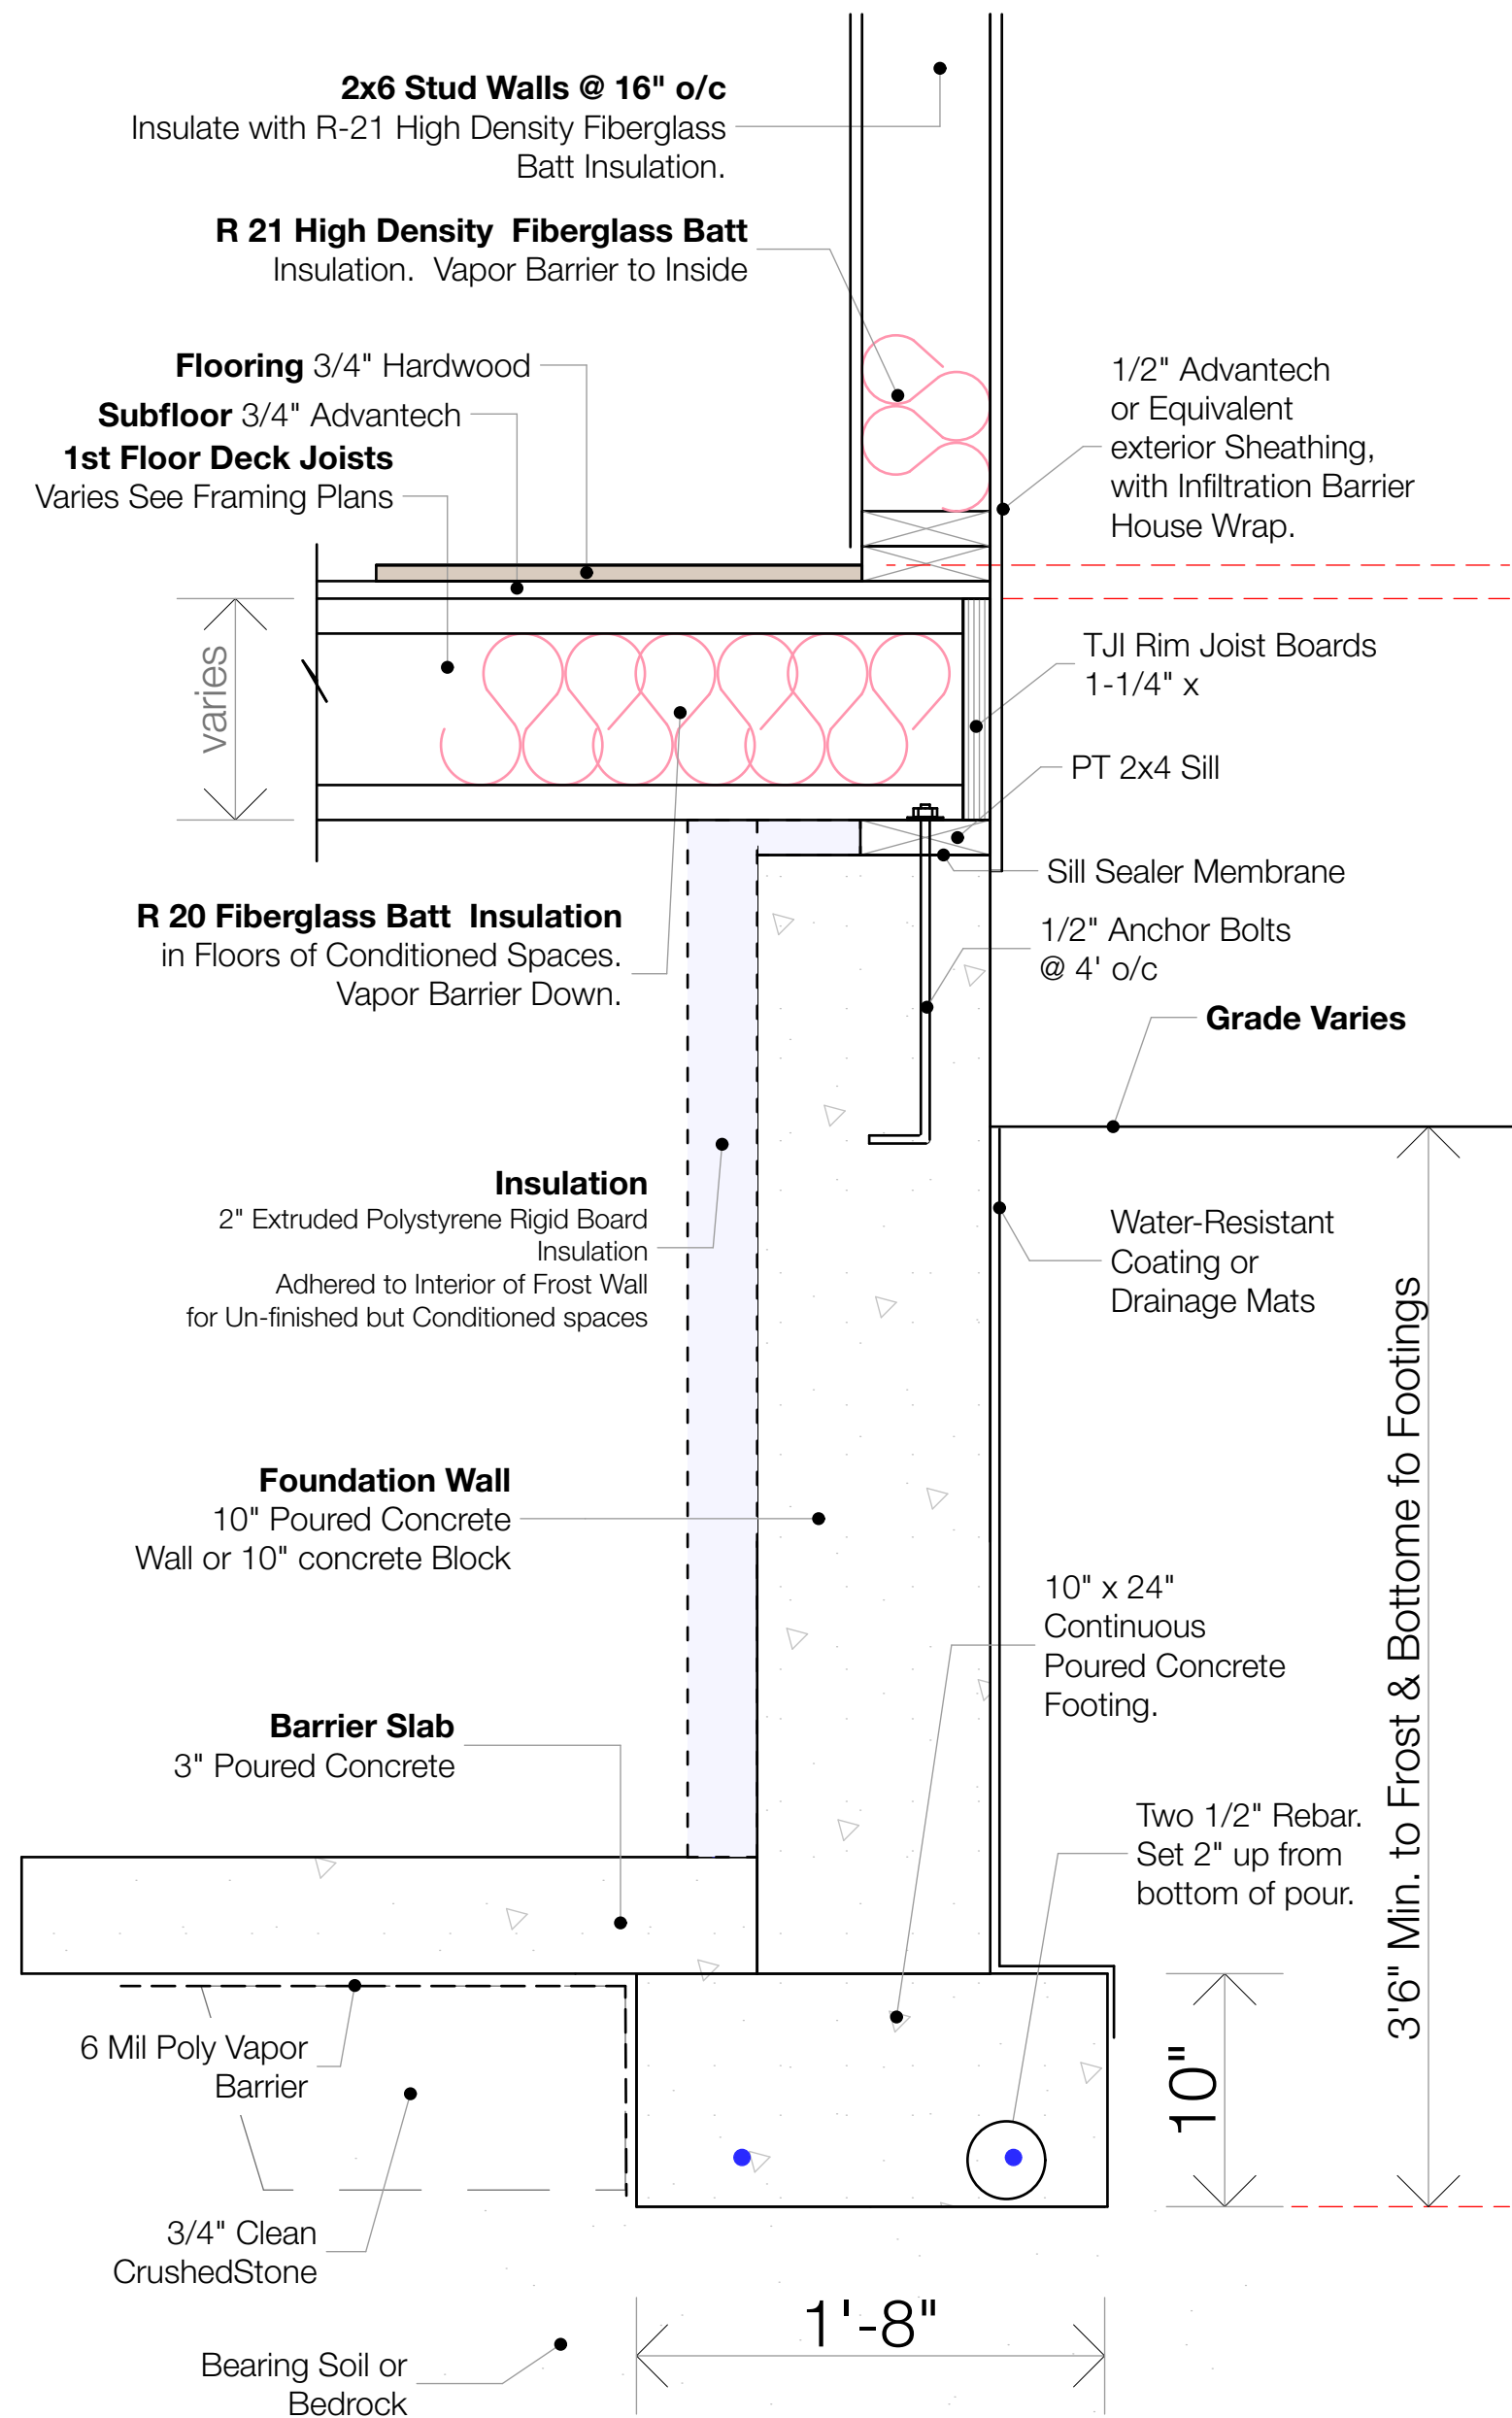 2x6 Stud Walls @ 16" o/c
Insulate with R-21 High Density Fiberglass
Batt Insulation.
R 21 High Density  Fiberglass Batt
Insulation.  Vapor Barrier to Inside
Flooring 3/4" Hardwood
Subfloor 3/4" Advantech
1st Floor Deck Joists
Varies See Framing Plans
1/2" Advantech
or Equivalent
exterior Sheathing,
with Infiltration Barrier
House Wrap.
varies
TJI Rim Joist Boards
1-1/4" x
PT 2x4 Sill
Sill Sealer Membrane
R 20 Fiberglass Batt  Insulation
in Floors of Conditioned Spaces.
Vapor Barrier Down.
1/2" Anchor Bolts
@ 4' o/c
Grade Varies
Insulation
2" Extruded Polystyrene Rigid Board
Insulation
Adhered to Interior of Frost Wall
for Un-finished but Conditioned spaces
Water-Resistant
Coating or
Drainage Mats
3'6" Min. to Frost & Bottome fo Footings
Foundation Wall
10" Poured Concrete
Wall or 10" concrete Block
10" x 24"
Continuous
Poured Concrete
Footing.
Barrier Slab
3" Poured Concrete
Two 1/2" Rebar.
Set 2" up from
bottom of pour.
6 Mil Poly Vapor
Barrier
10"
3/4" Clean
CrushedStone
1'-8"
Bearing Soil or
Bedrock